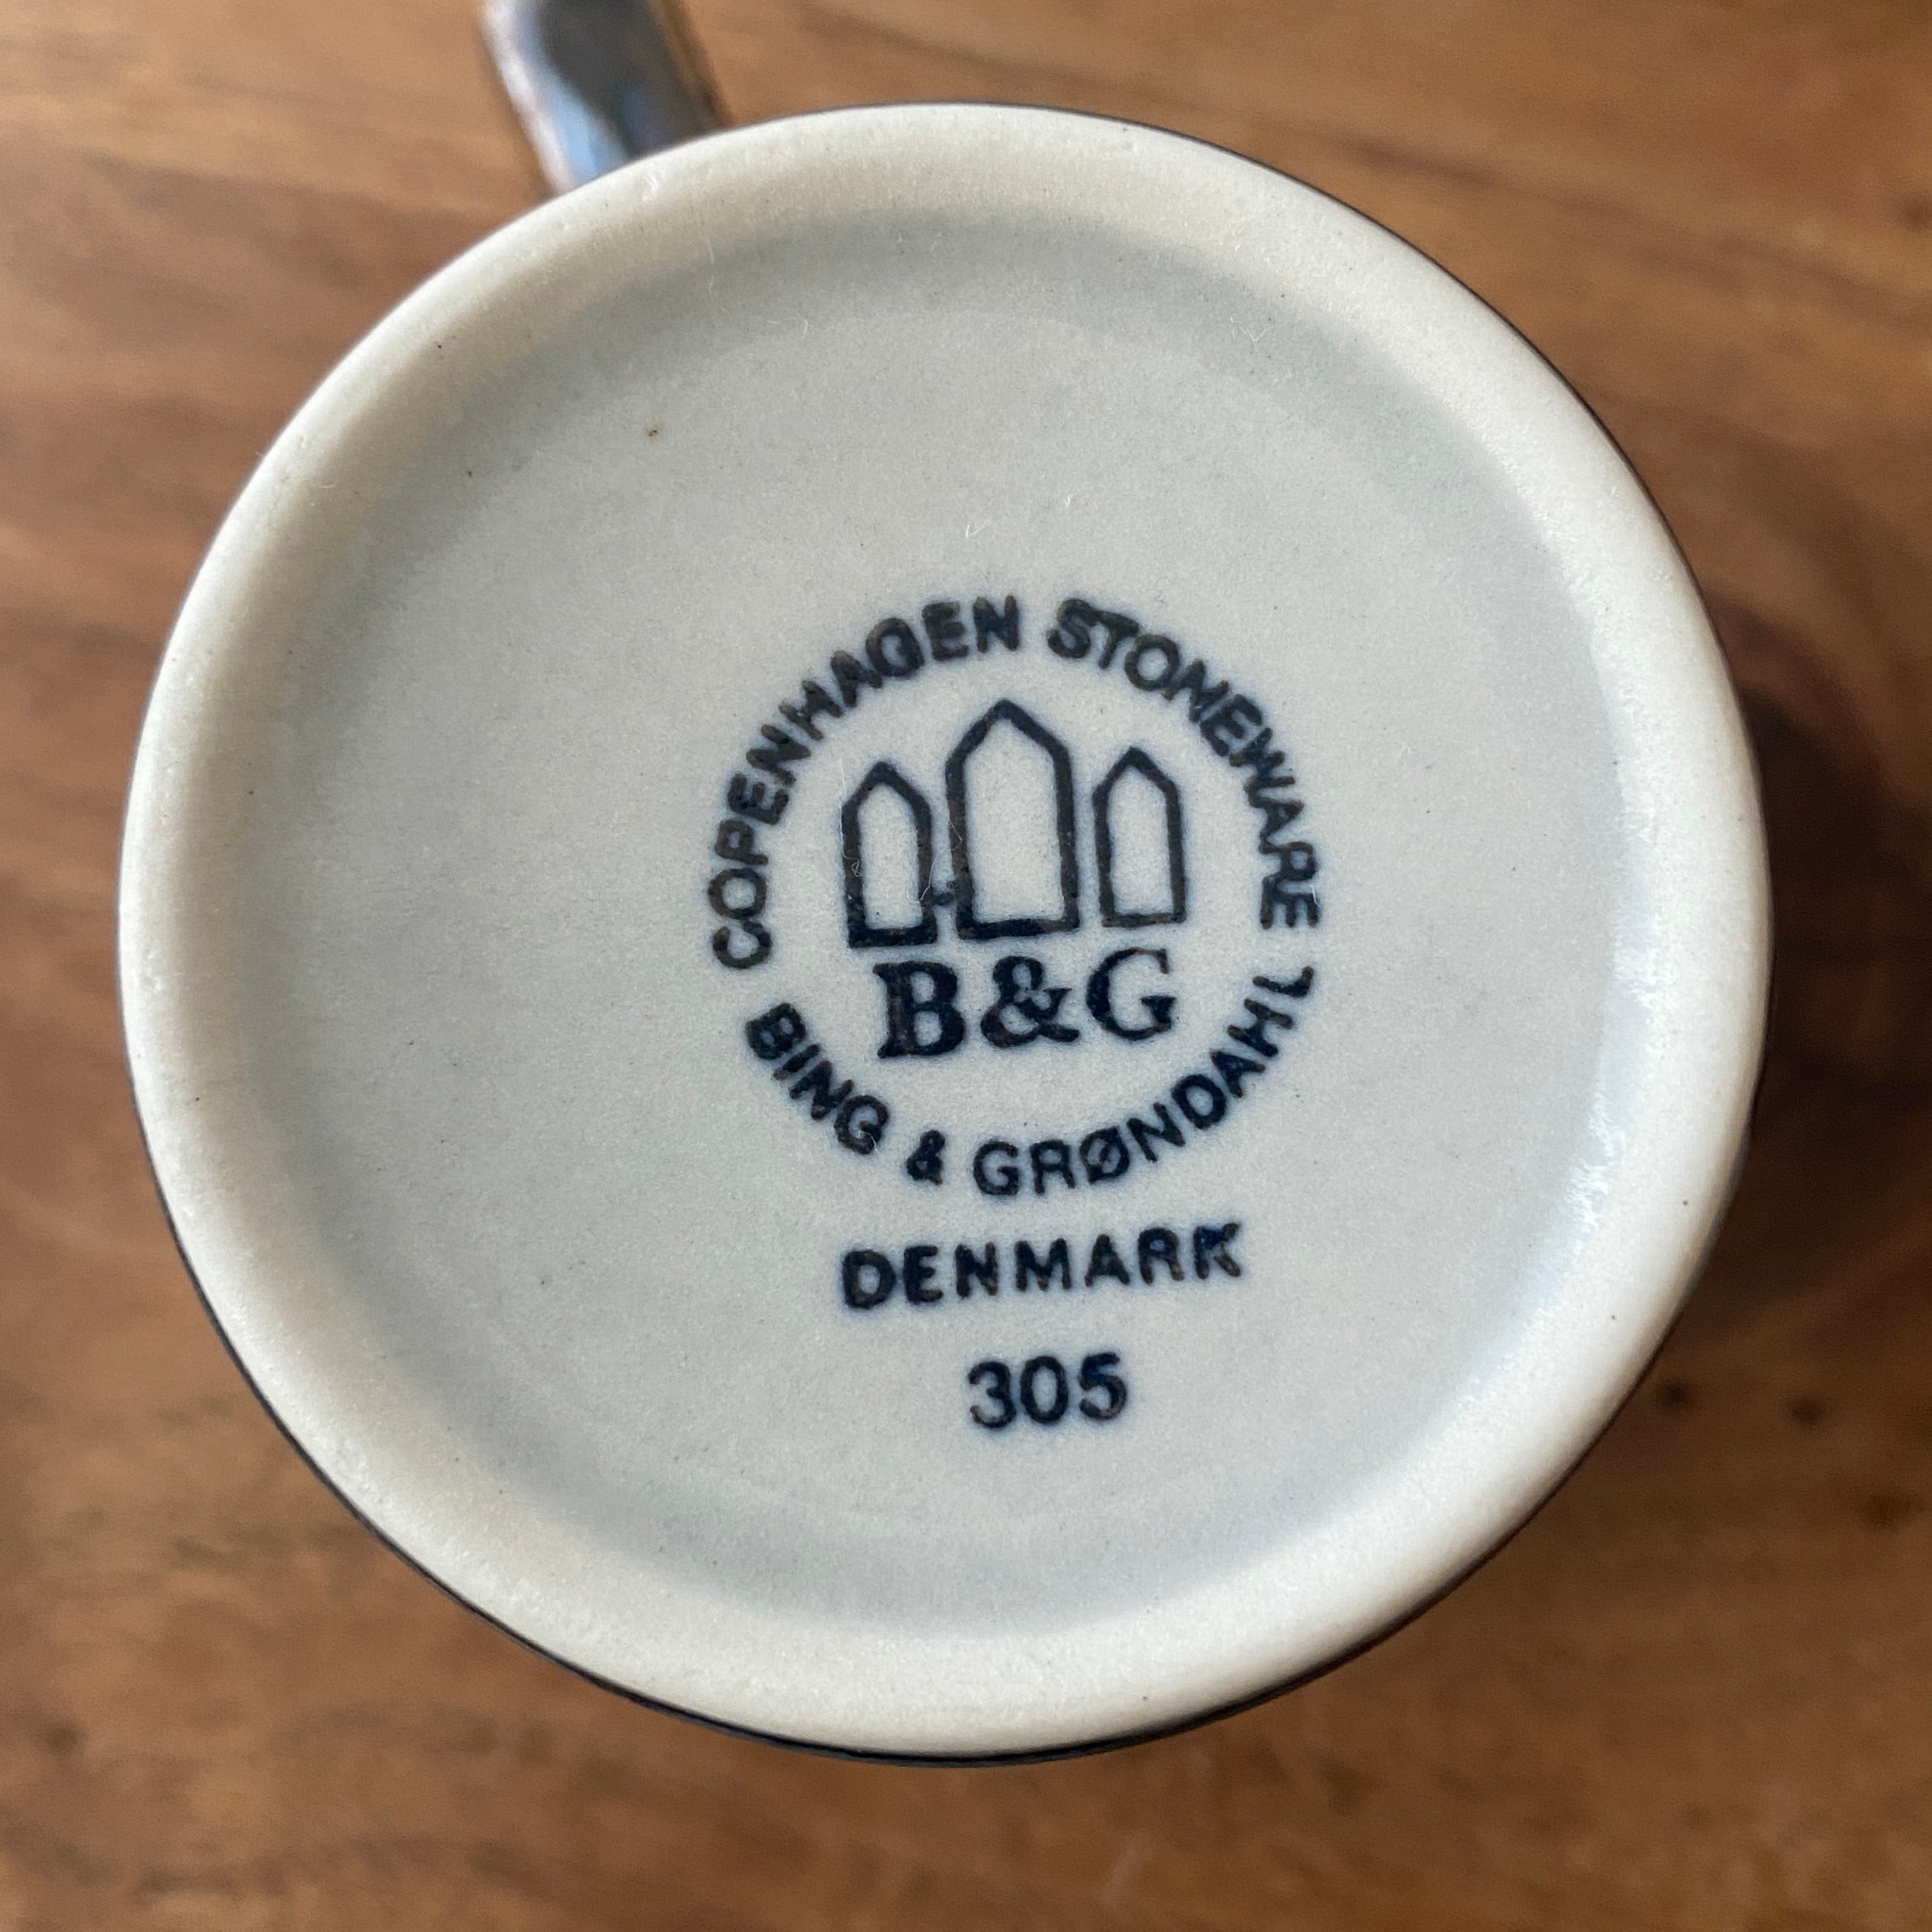 COPENHAGEN STONEWARE
B&G
BING & GRØNDAHL
DENMARK
305